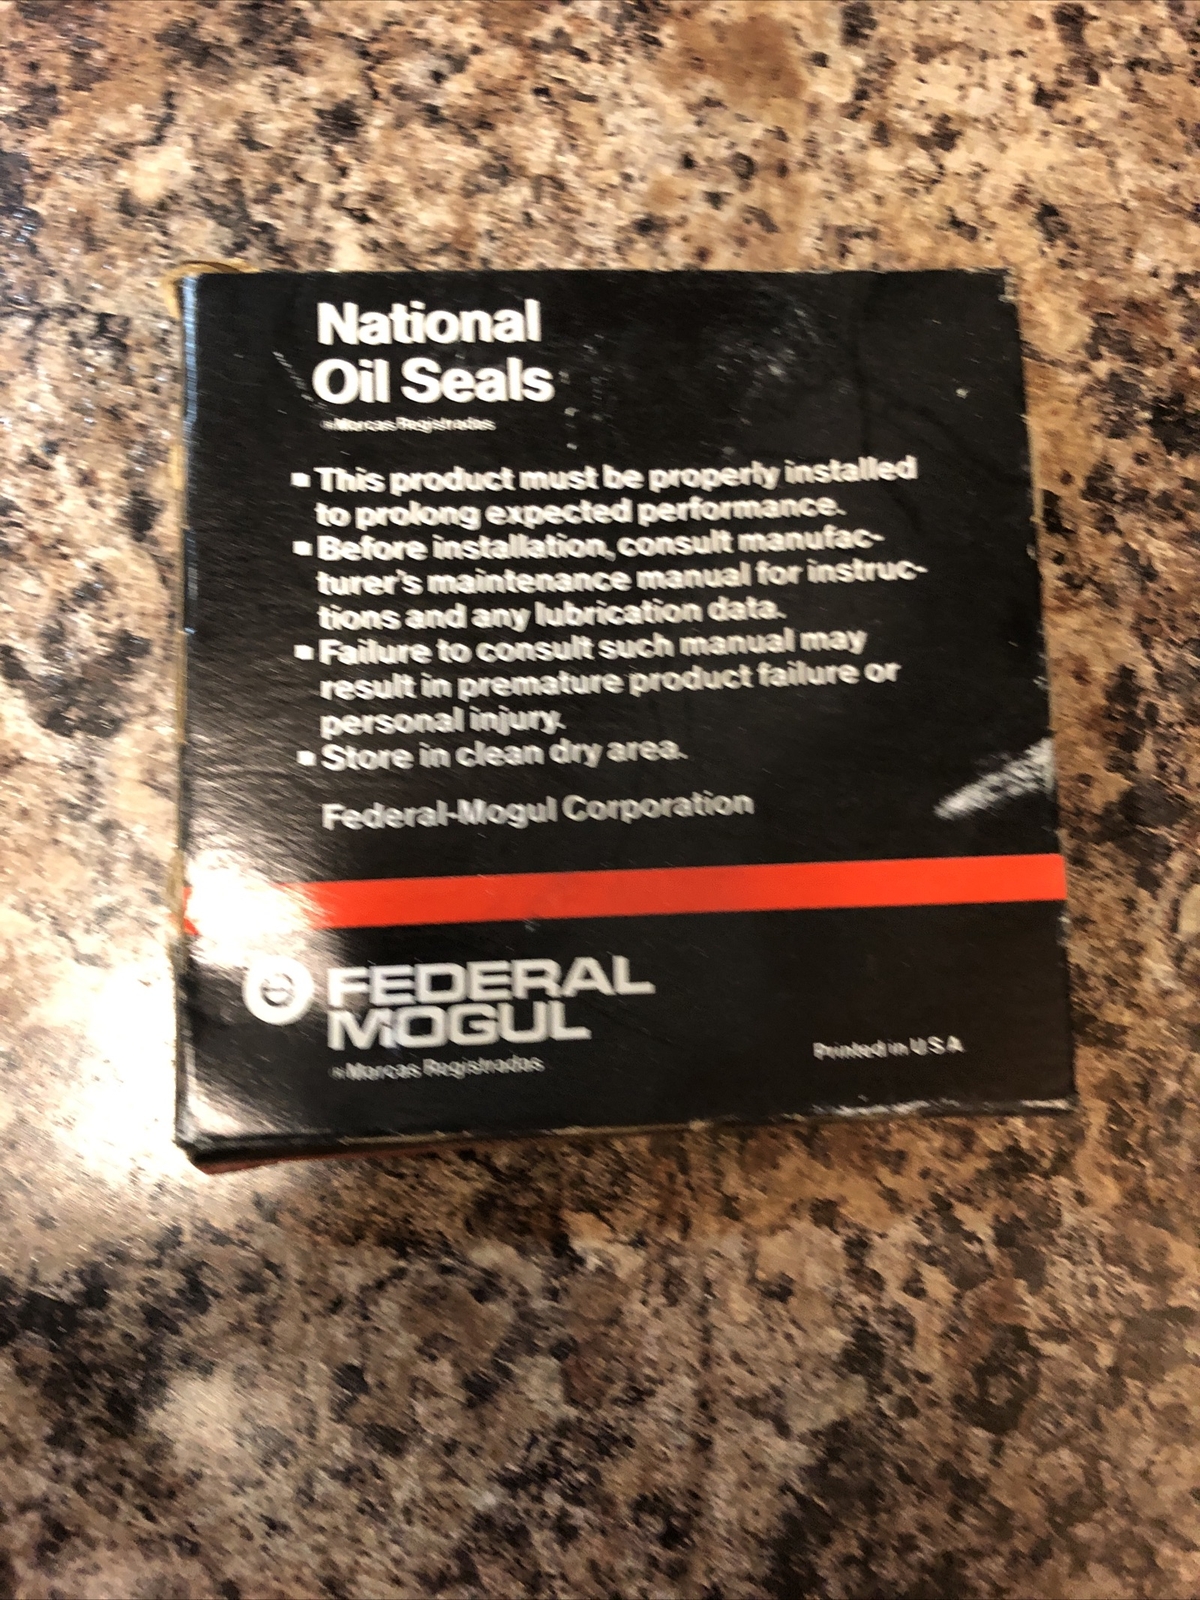 National
Oil Seals
Marcas Registradas
▪ This product must be properly installed
to prolong expected performance.
▪ Before installation, consult manufac-
turer's maintenance manual for instruc-
tions and any lubrication data.
▪ Failure to consult such manual may
result in premature product failure or
personal injury.
▪ Store in clean dry area.
Federal-Mogul Corporation
FEDERAL
MOGUL
Marcas Registradas
Printed in U S A